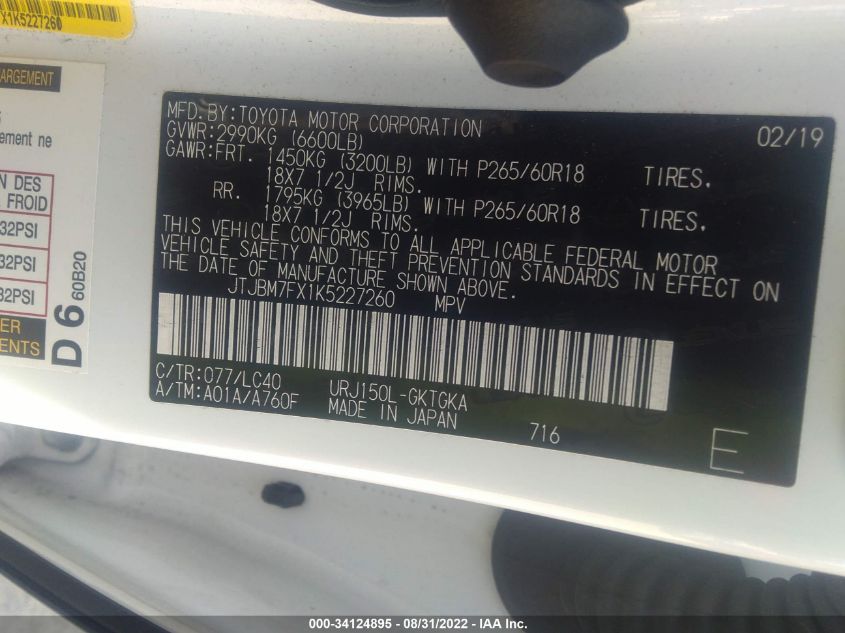 X1K5227260
ARGEMENT
ement ne
N DES
FROID
32PSI
32PSI
32PSI
ER
ENTS
D 6
60B20
MFD.BY:TOYOTA MOTOR CORPORATION 02/19
GVWR:2990KG (6600LB)
GAWR:FRT. 1450KG (3200LB) WITH P265/60R18 TIRES.
18X7 1/2J RIMS.
RR. 1795KG (3965LB) WITH P265/60R18 TIRES.
18X7 1/2J RIMS.
THIS VEHICLE CONFORMS TO ALL APPLICABLE FEDERAL MOTOR
VEHICLE SAFETY AND THEFT PREVENTION STANDARDS IN EFFECT ON
THE DATE OF MANUFACTURE SHOWN ABOVE.
JTJBM7FX1K5227260 MPV
C/TR:077/LC40 URJ150L-GKTGKA
A/TM:A01A/A760F MADE IN JAPAN 716 E
000-34124895 - 08/31/2022 - IAA Inc.